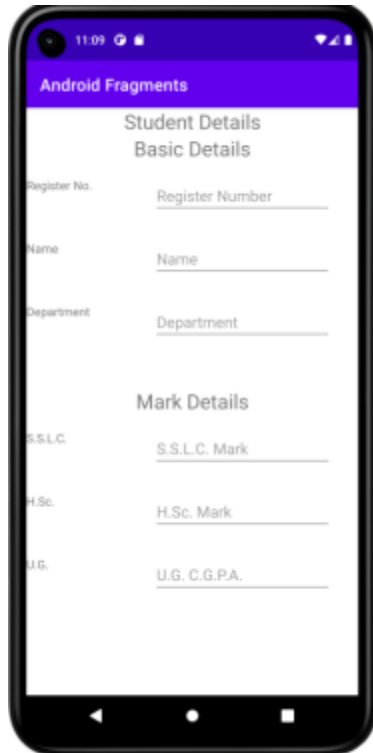 11:09
Android Fragments
Student Details
Basic Details
Register No.
Register Number
Name
Name
Department
Department
Mark Details
S.S.L.C.
S.S.L.C. Mark
H.Sc.
H.Sc. Mark
U.G.
U.G. C.G.P.A.